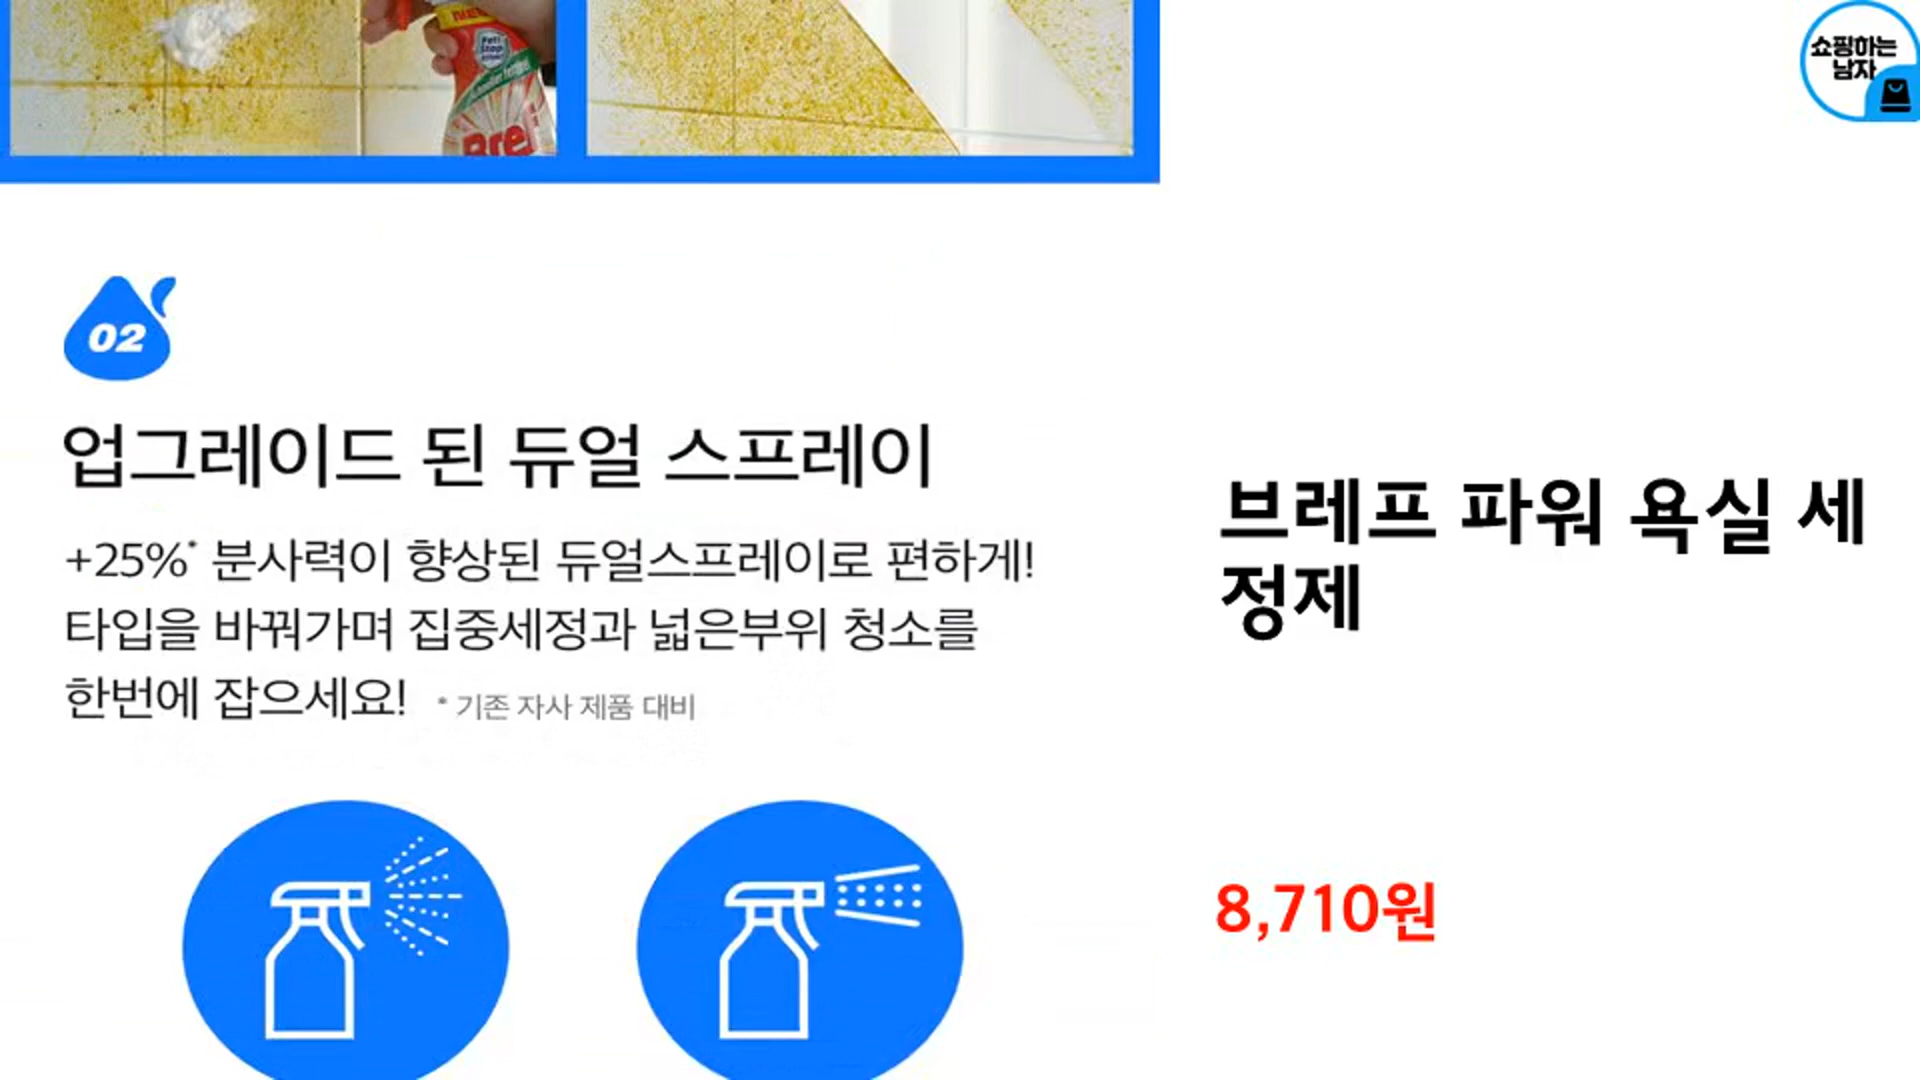 쇼핑하는
남자
02
업그레이드 된 듀얼 스프레이
+25%* 분사력이 향상된 듀얼스프레이로 편하게!
타입을 바꿔가며 집중세정과 넓은부위 청소를
한번에 잡으세요! * 기존 자사 제품 대비
브레프 파워 욕실 세
정제
8,710원